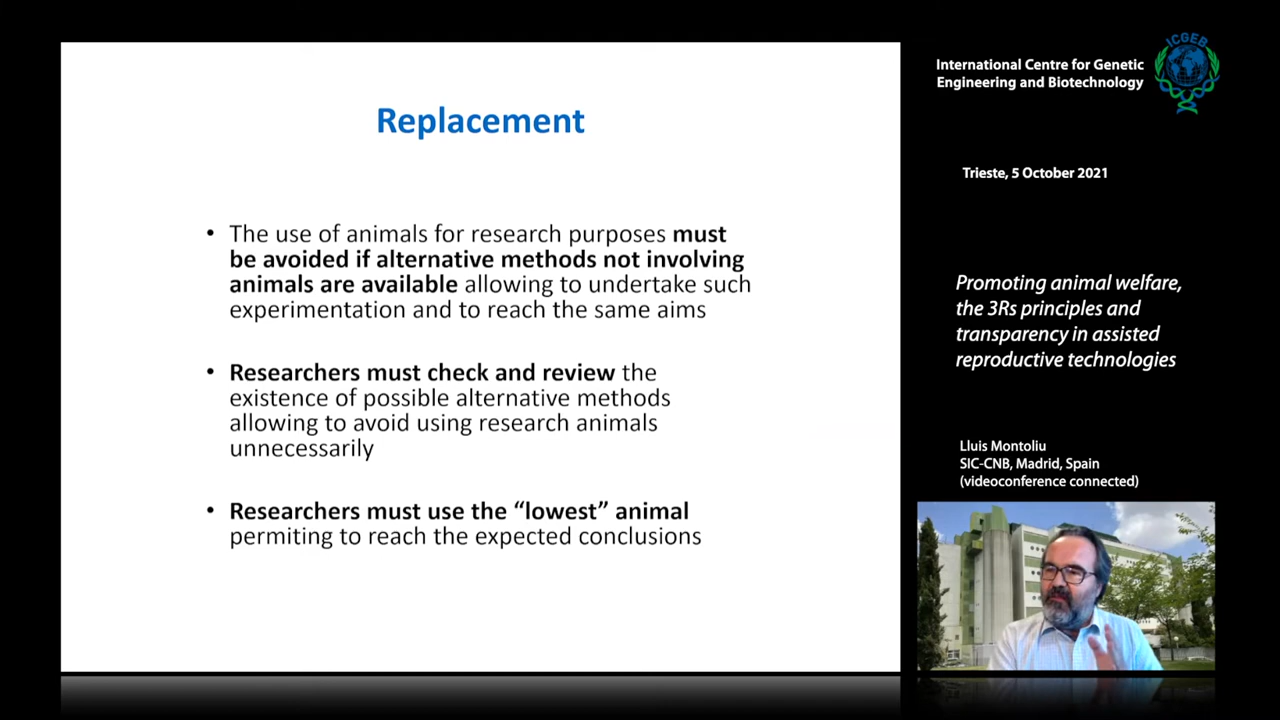 Replacement
• The use of animals for research purposes must
be avoided if alternative methods not involving
animals are available allowing to undertake such
experimentation and to reach the same aims
• Researchers must check and review the
existence of possible alternative methods
allowing to avoid using research animals
unnecessarily
• Researchers must use the “lowest” animal
permiting to reach the expected conclusions
International Centre for Genetic
Engineering and Biotechnology
ICGEB
Trieste, 5 October 2021
Promoting animal welfare,
the 3Rs principles and
transparency in assisted
reproductive technologies
Lluis Montoliu
SIC-CNB, Madrid, Spain
(videoconference connected)